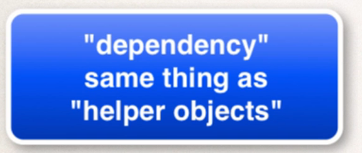 "dependency"
same thing as
"helper objects"